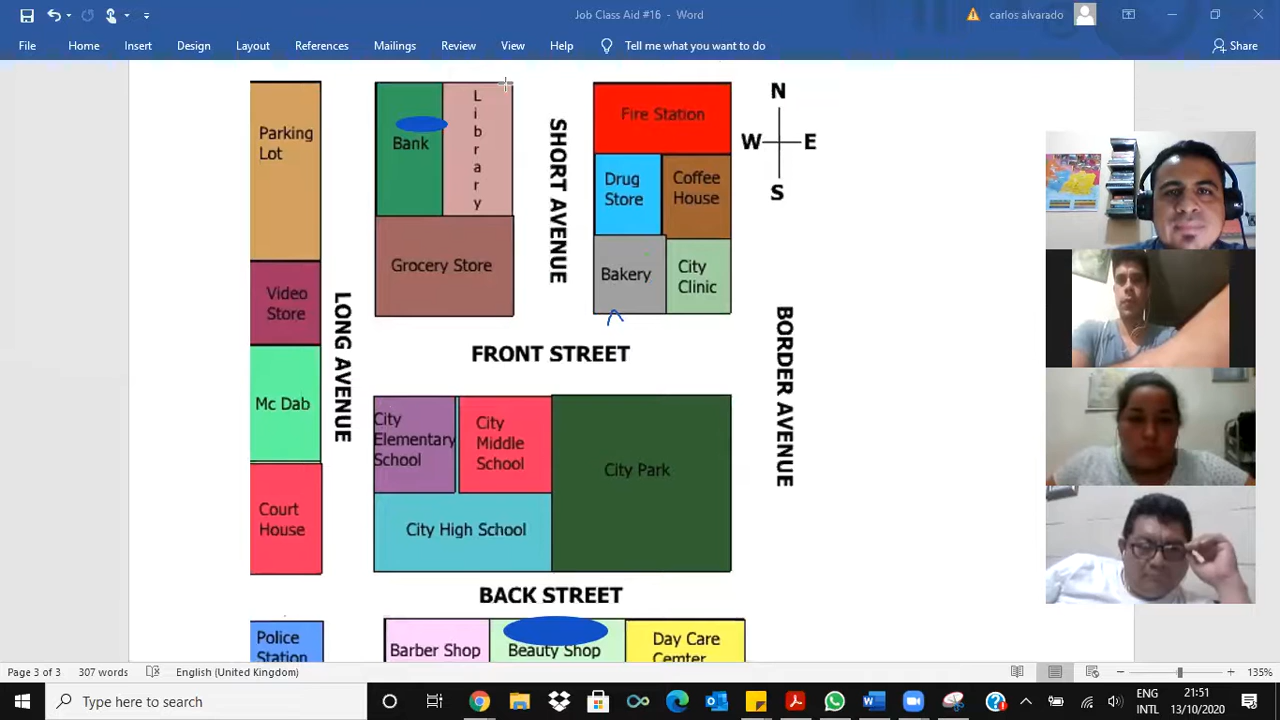 Job Class Aid #16 - Word
carlos alvarado
File Home Insert Design Layout References Mailings Review View Help Tell me what you want to do Share
Parking
Lot
Bank
Library
SHORT AVENUE
Fire Station
Drug
Store
Coffee
House
N
W E
S
Grocery Store
Bakery
City
Clinic
Video
Store
LONG AVENUE
FRONT STREET
BORDER AVENUE
Mc Dab
City
Elementary
School
City
Middle
School
City Park
Court
House
City High School
BACK STREET
Police
Station
Barber Shop
Beauty Shop
Day Care
Cemter
Page 3 of 3 307 words English (United Kingdom) 135%
Type here to search
ENG
INTL
21:51
13/10/2020